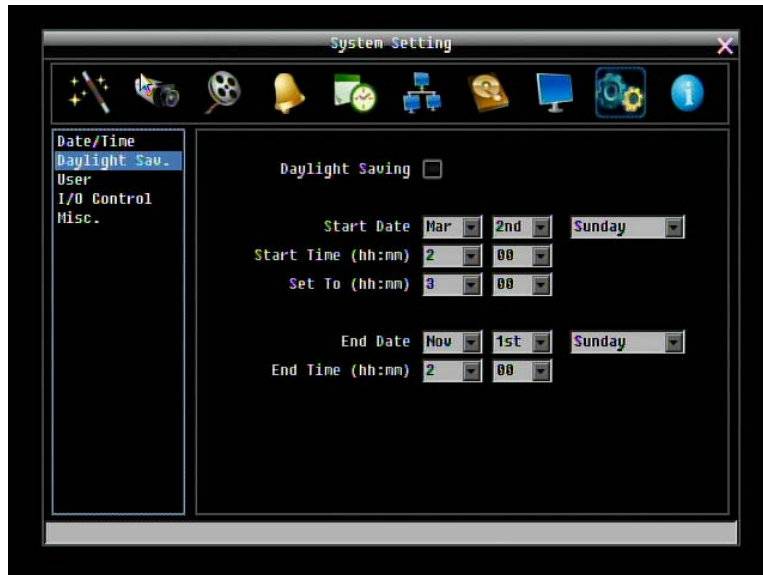 System Setting
Date/Time
Daylight Sav.
User
I/O Control
Misc.
Daylight Saving
Start Date Mar 2nd Sunday
Start Time (hh:mm) 2 00
Set To (hh:mm) 3 00
End Date Nov 1st Sunday
End Time (hh:mm) 2 00